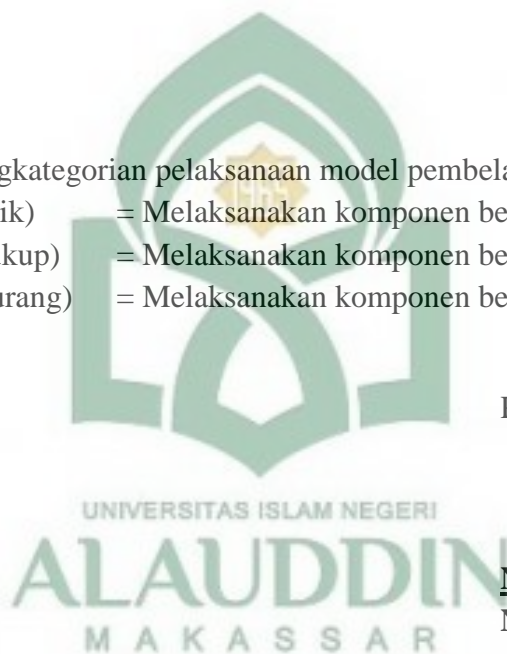 1965
gkategorian pelaksanaan model pembela
ik) = Melaksanakan komponen be
kup) = Melaksanakan komponen be
urang) = Melaksanakan komponen be
UNIVERSITAS ISLAM NEGERI
ALAUDDIN
MAKASSAR